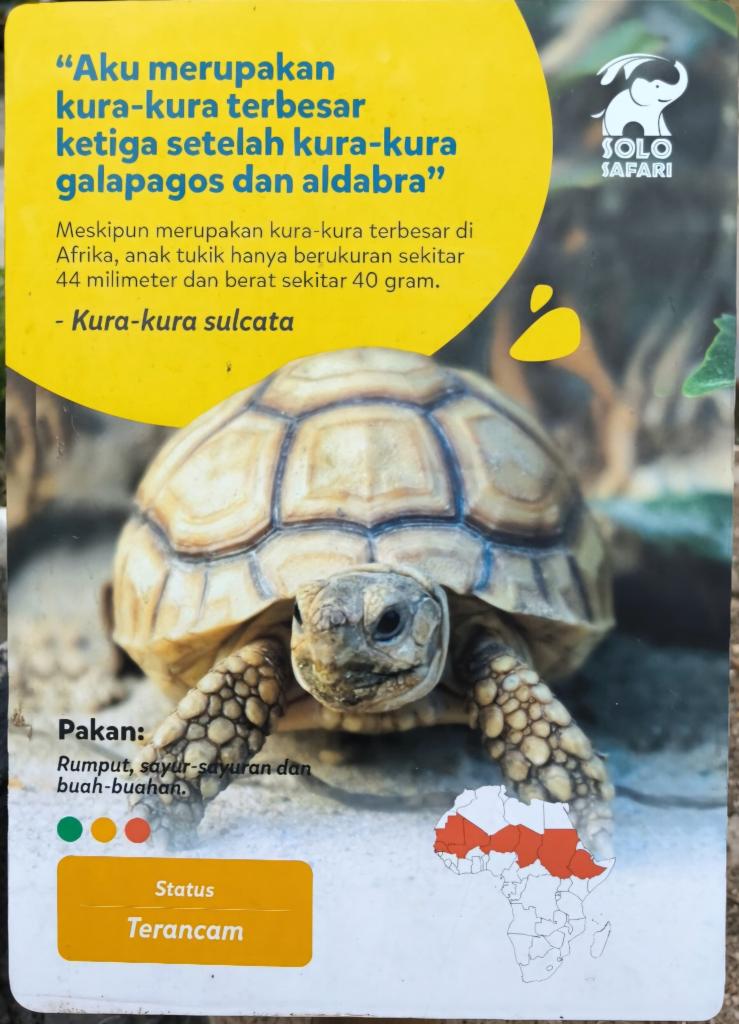 “Aku merupakan
kura-kura terbesar
ketiga setelah kura-kura
galapagos dan aldabra”
SOLO
SAFARI
Meskipun merupakan kura-kura terbesar di
Afrika, anak tukik hanya berukuran sekitar
44 milimeter dan berat sekitar 40 gram.
- Kura-kura sulcata
Pakan:
Rumput, sayur-sayuran dan
buah-buahan.
Status
Terancam